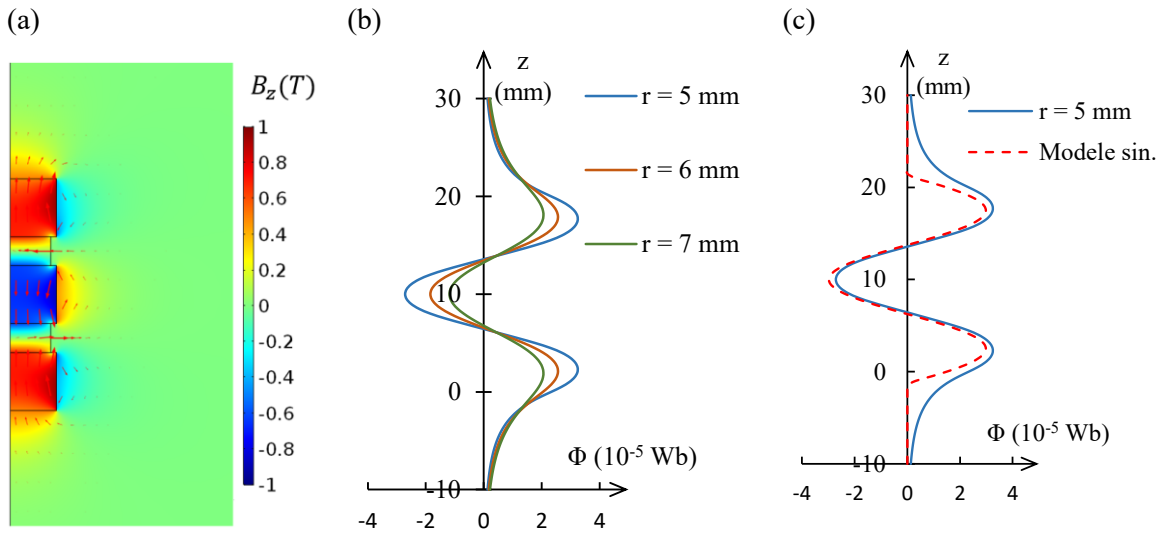 (a)
B_z(T)
1
0.8
0.6
0.4
0.2
0
-0.2
-0.4
-0.6
-0.8
-1
(b)
z
(mm)
30
20
10
0
-10
r = 5 mm
r = 6 mm
r = 7 mm
Φ (10⁻⁵ Wb)
-4 -2 0 2 4
(c)
z
(mm)
30
20
10
0
-10
r = 5 mm
Modele sin.
Φ (10⁻⁵ Wb)
-4 -2 0 2 4